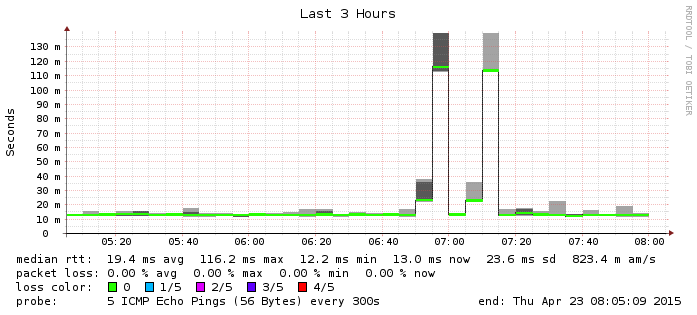 Last 3 Hours
RRDTOOL / TOBI OETIKER
Seconds
130 m
120 m
110 m
100 m
90 m
80 m
70 m
60 m
50 m
40 m
30 m
20 m
10 m
0
05:20 05:40 06:00 06:20 06:40 07:00 07:20 07:40 08:00
median rtt: 19.4 ms avg 116.2 ms max 12.2 ms min 13.0 ms now 23.6 ms sd 823.4 m am/s
packet loss: 0.00 % avg 0.00 % max 0.00 % min 0.00 % now
loss color: 0 1/5 2/5 3/5 4/5
probe: 5 ICMP Echo Pings (56 Bytes) every 300s end: Thu Apr 23 08:05:09 2015